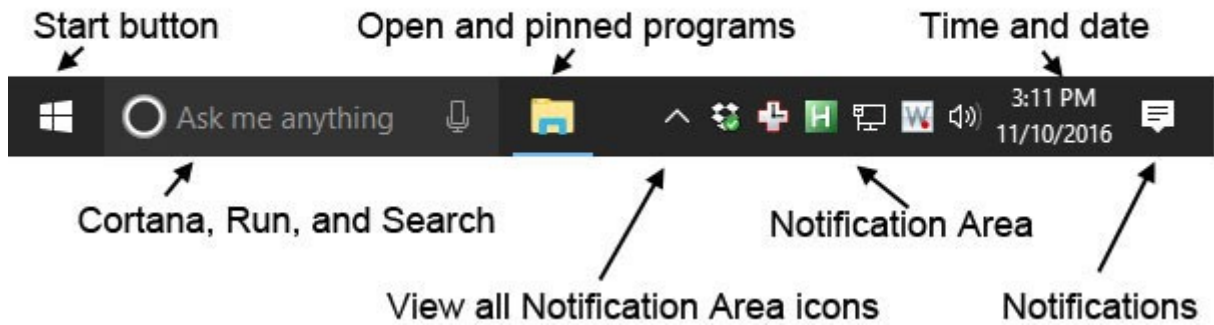 Start button
Open and pinned programs
Time and date
Ask me anything
H
W
3:11 PM
11/10/2016
Cortana, Run, and Search
Notification Area
View all Notification Area icons
Notifications